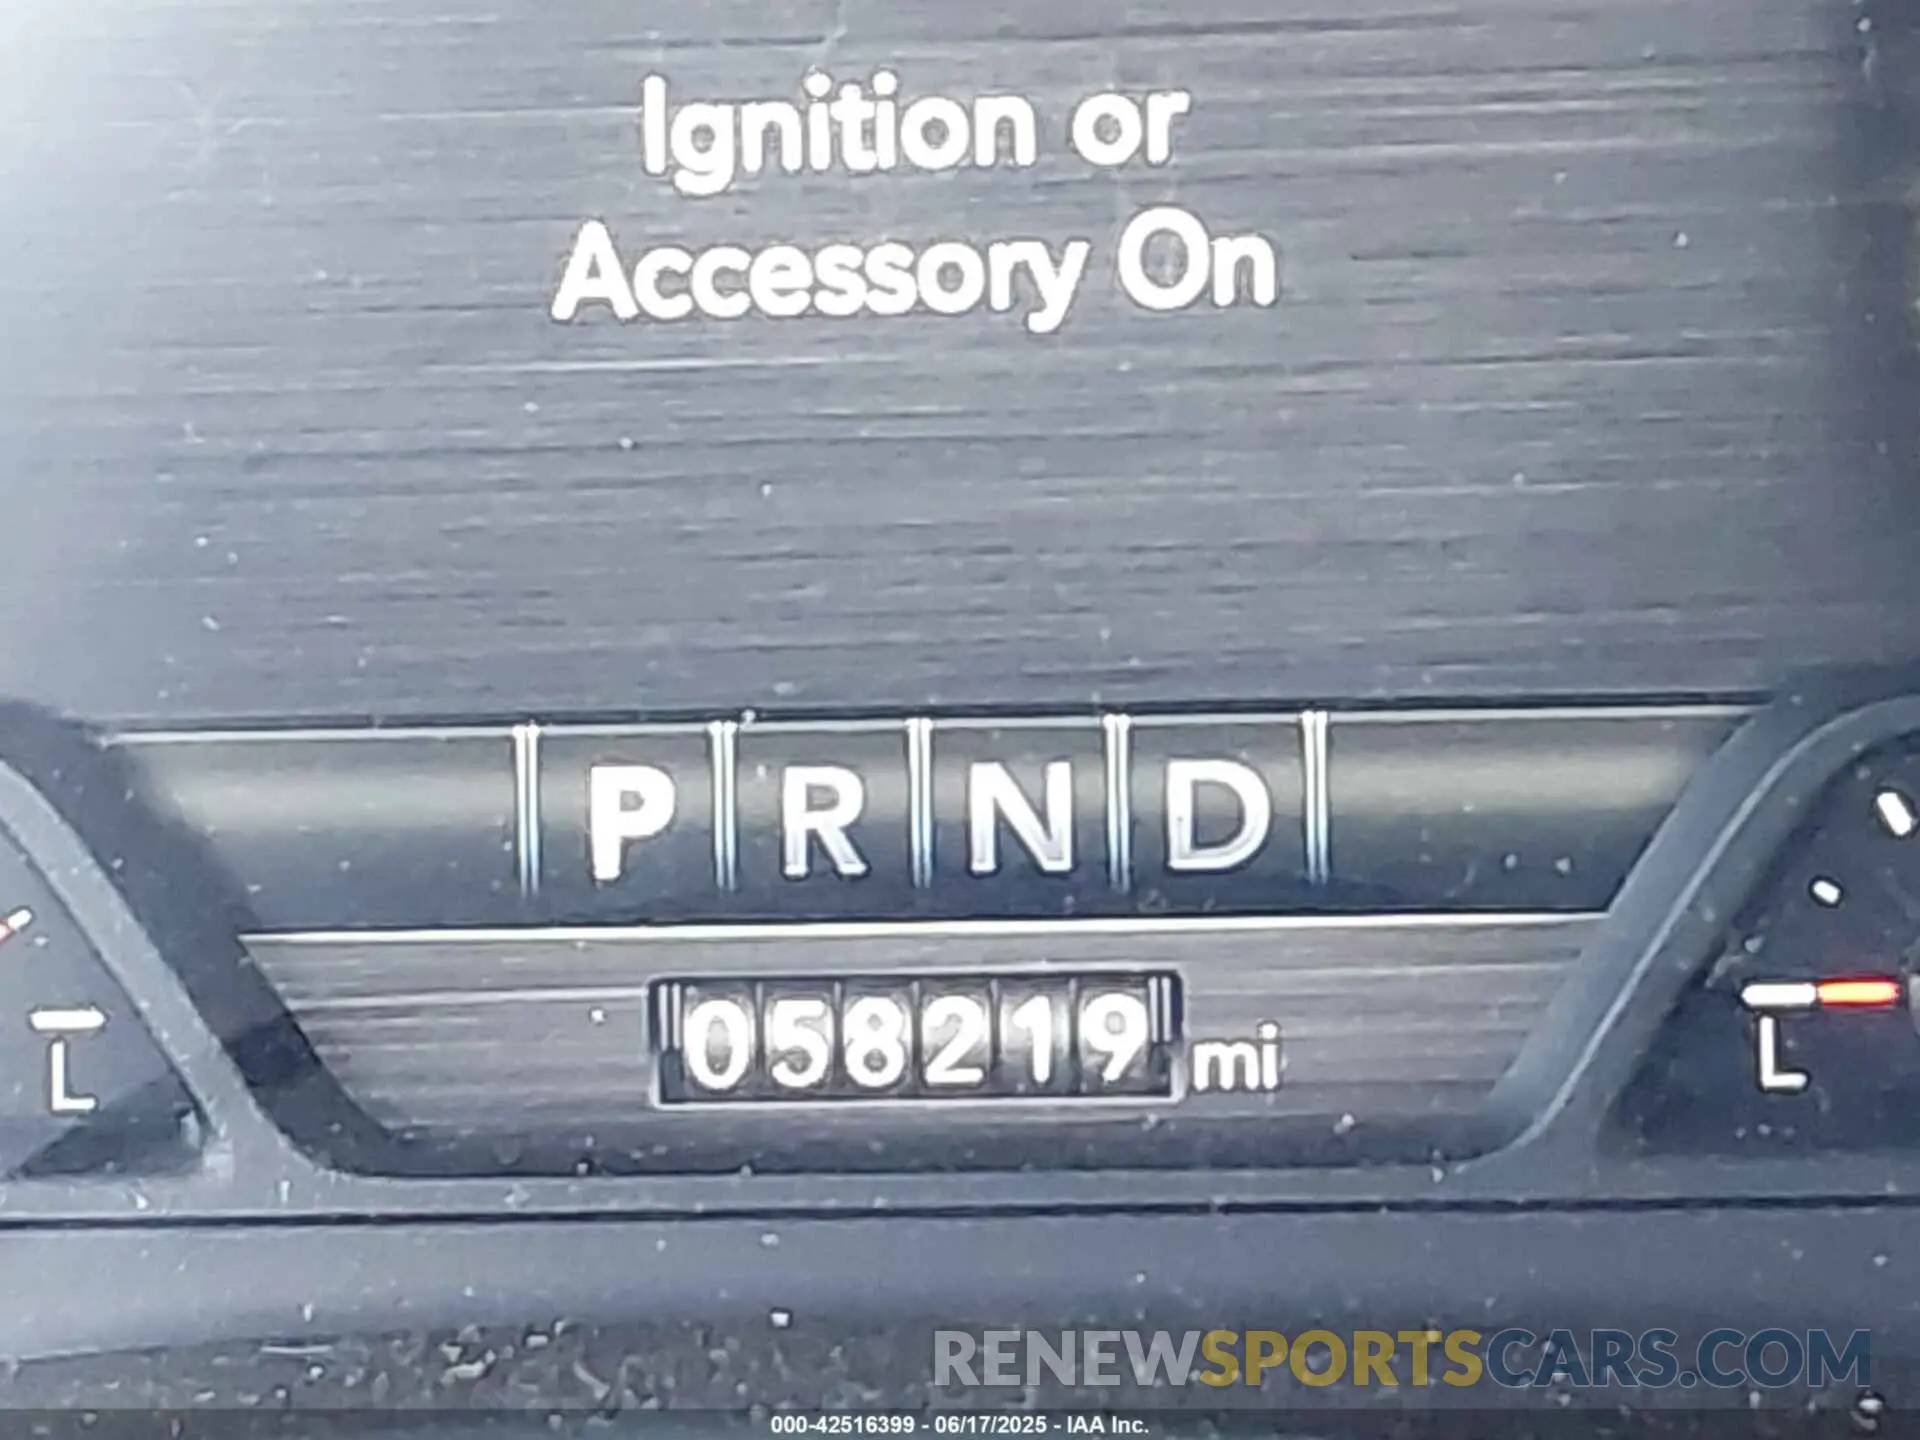 Ignition or
Accessory On
P R N D
058219 mi
L L
RENEWSPORTSCARS.COM
000-42516399 - 06/17/2025 - IAA Inc.